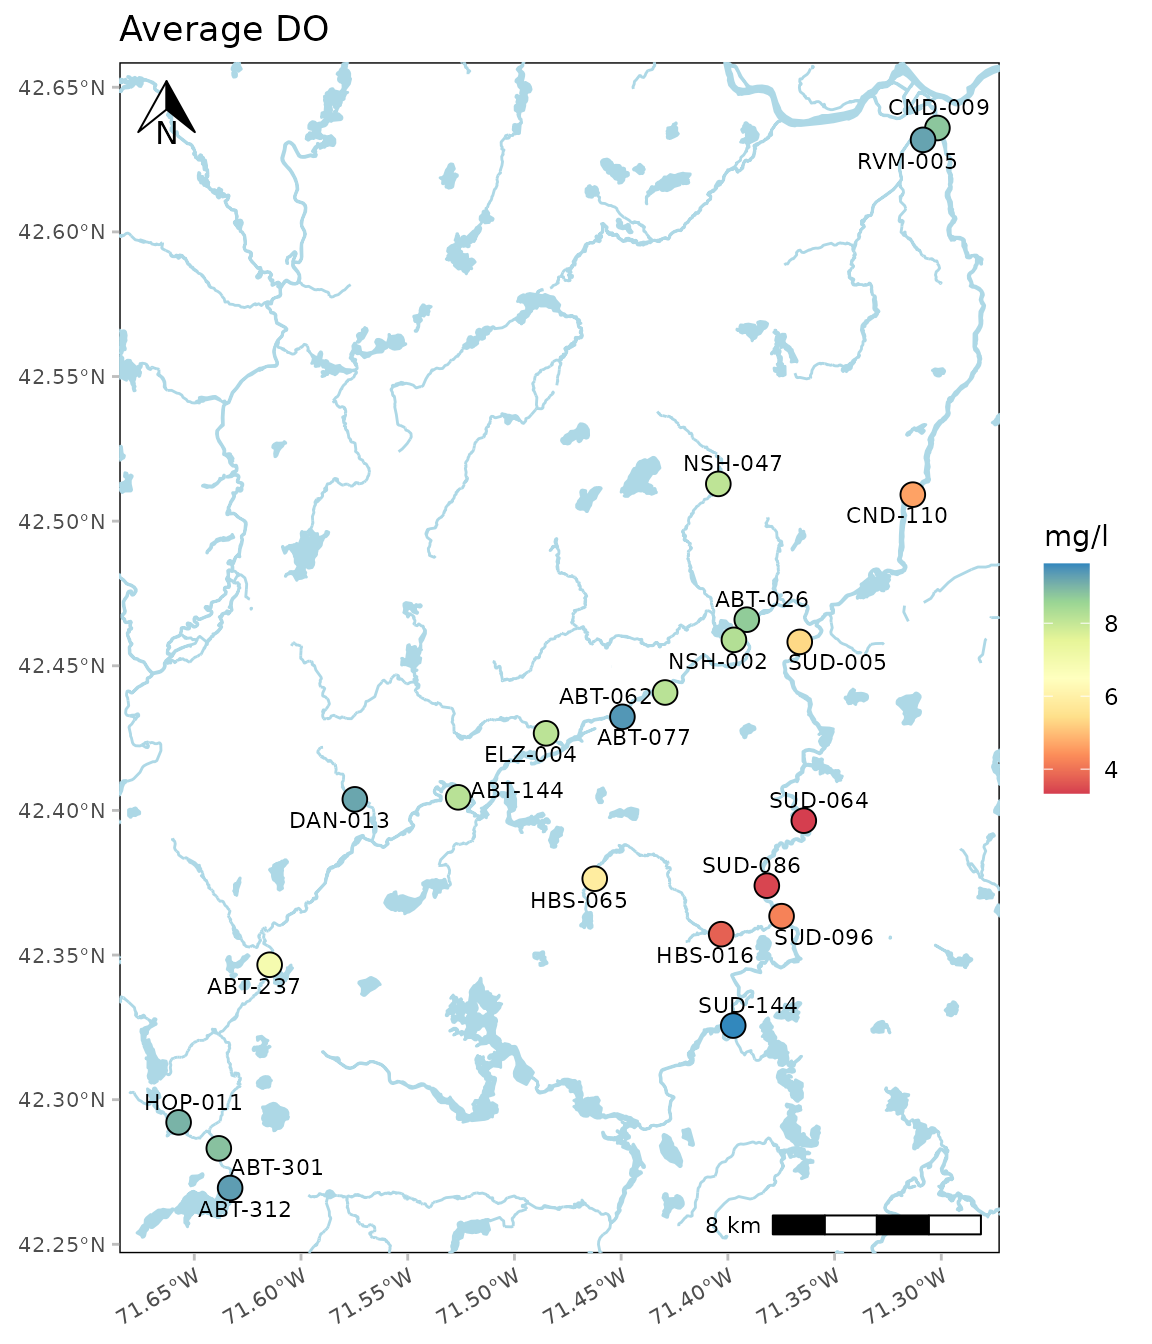 Average DO
42.65°N
42.60°N
42.55°N
42.50°N
42.45°N
42.40°N
42.35°N
42.30°N
42.25°N
N
CND-009
RVM-005
NSH-047
CND-110
ABT-026
NSH-002
SUD-005
ABT-062
ABT-077
ELZ-004
ABT-144
DAN-013
SUD-064
SUD-086
HBS-065
SUD-096
HBS-016
ABT-237
SUD-144
HOP-011
ABT-301
ABT-312
8 km
71.65°W
71.60°W
71.55°W
71.50°W
71.45°W
71.40°W
71.35°W
71.30°W
mg/l
8
6
4